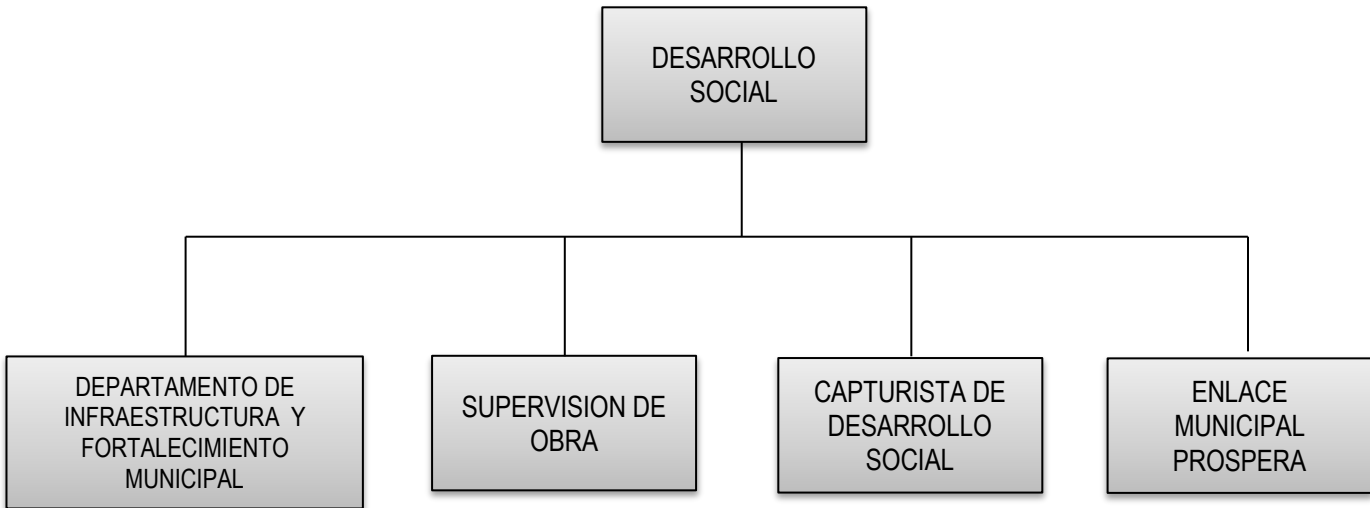 DESARROLLO
SOCIAL
DEPARTAMENTO DE
INFRAESTRUCTURA Y
FORTALECIMIENTO
MUNICIPAL
SUPERVISION DE
OBRA
CAPTURISTA DE
DESARROLLO
SOCIAL
ENLACE
MUNICIPAL
PROSPERA